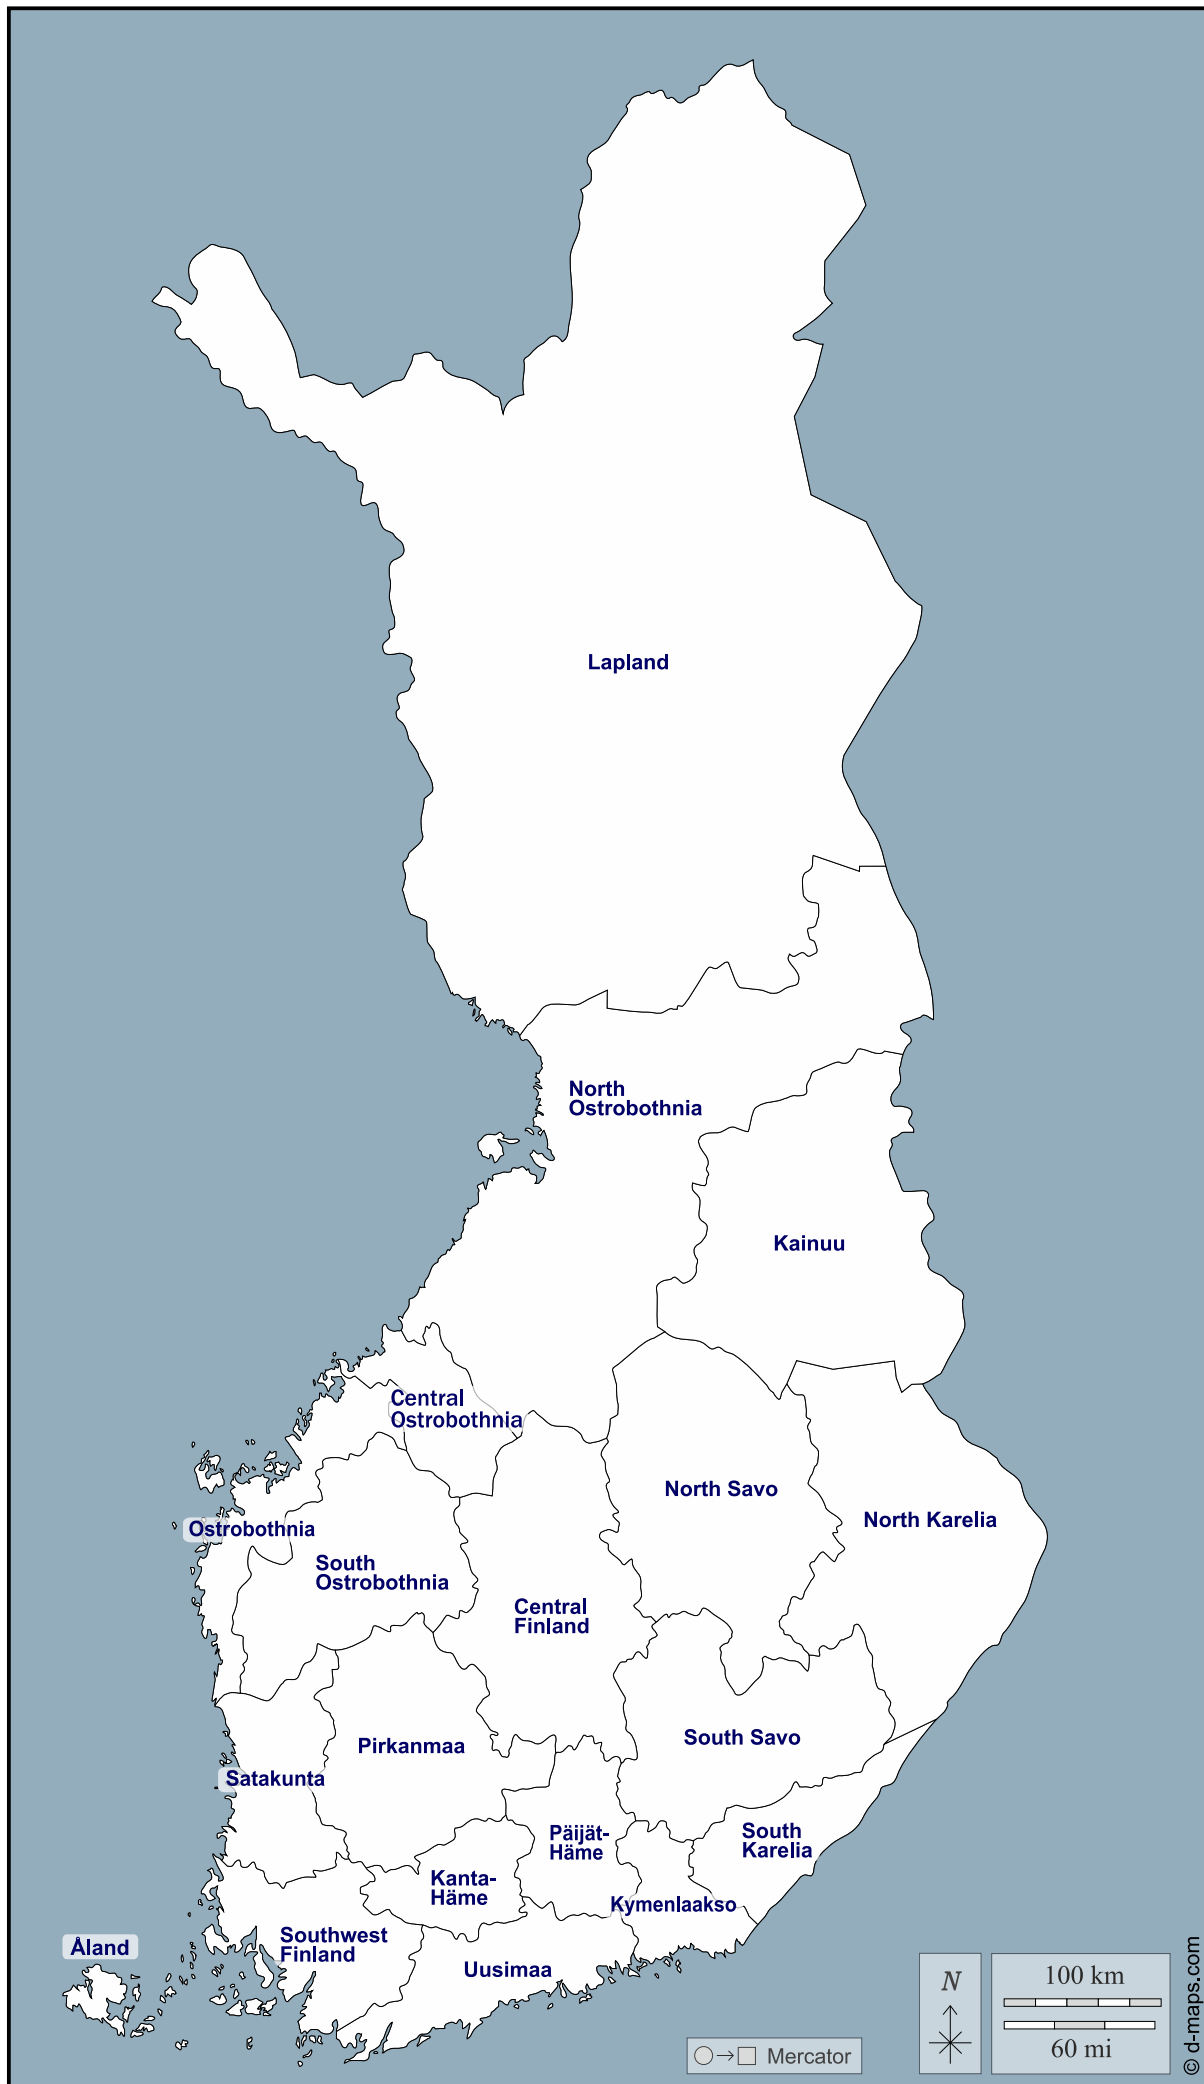 Lapland
North
Ostrobothnia
Kainuu
Central
Ostrobothnia
North Savo
North Karelia
Ostrobothnia
South
Ostrobothnia
Central
Finland
South Savo
Pirkanmaa
Satakunta
Päijät-
Häme
South
Karelia
Kanta-
Häme
Kymenlaakso
Southwest
Finland
Åland
Uusimaa
N
100 km
60 mi
Mercator
© d-maps.com